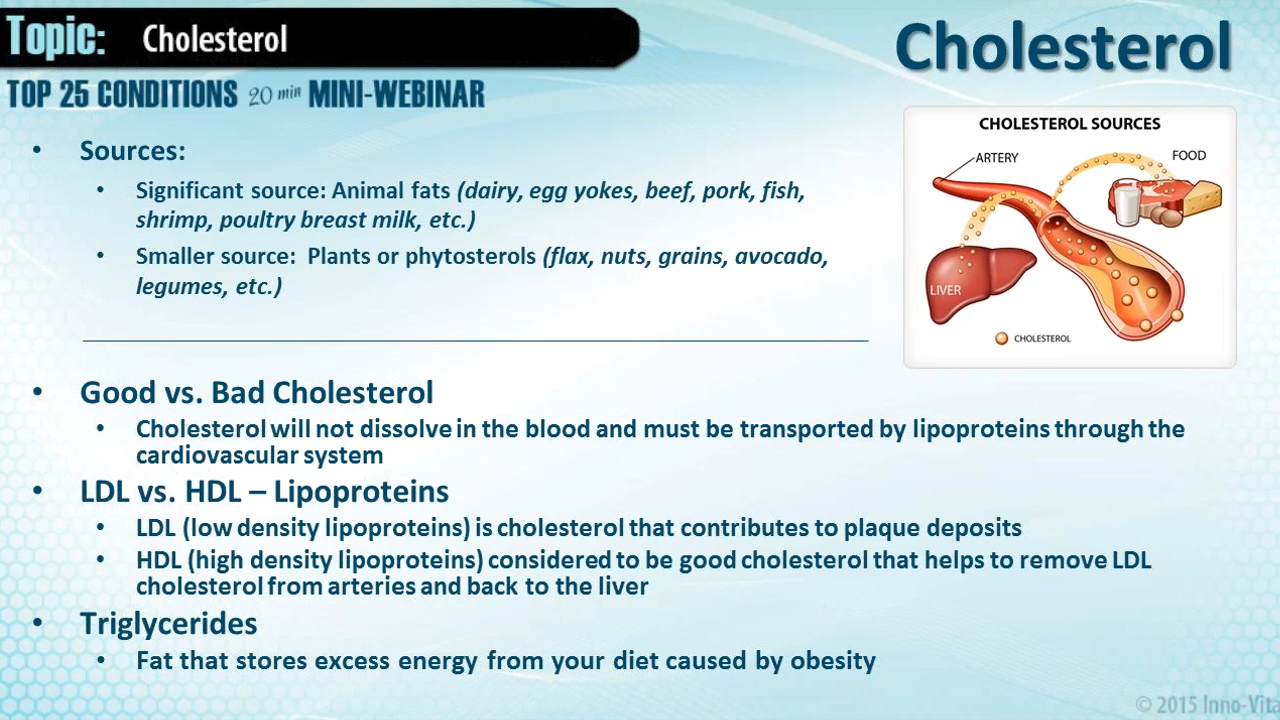 Topic: Cholesterol
Cholesterol
TOP 25 CONDITIONS 20 min MINI-WEBINAR
• Sources:
• Significant source: Animal fats (dairy, egg yokes, beef, pork, fish,
shrimp, poultry breast milk, etc.)
• Smaller source: Plants or phytosterols (flax, nuts, grains, avocado,
legumes, etc.)
CHOLESTEROL SOURCES
ARTERY
FOOD
LIVER
CHOLESTEROL
• Good vs. Bad Cholesterol
• Cholesterol will not dissolve in the blood and must be transported by lipoproteins through the
cardiovascular system
• LDL vs. HDL – Lipoproteins
• LDL (low density lipoproteins) is cholesterol that contributes to plaque deposits
• HDL (high density lipoproteins) considered to be good cholesterol that helps to remove LDL
cholesterol from arteries and back to the liver
• Triglycerides
• Fat that stores excess energy from your diet caused by obesity
© 2015 Inno-Vita